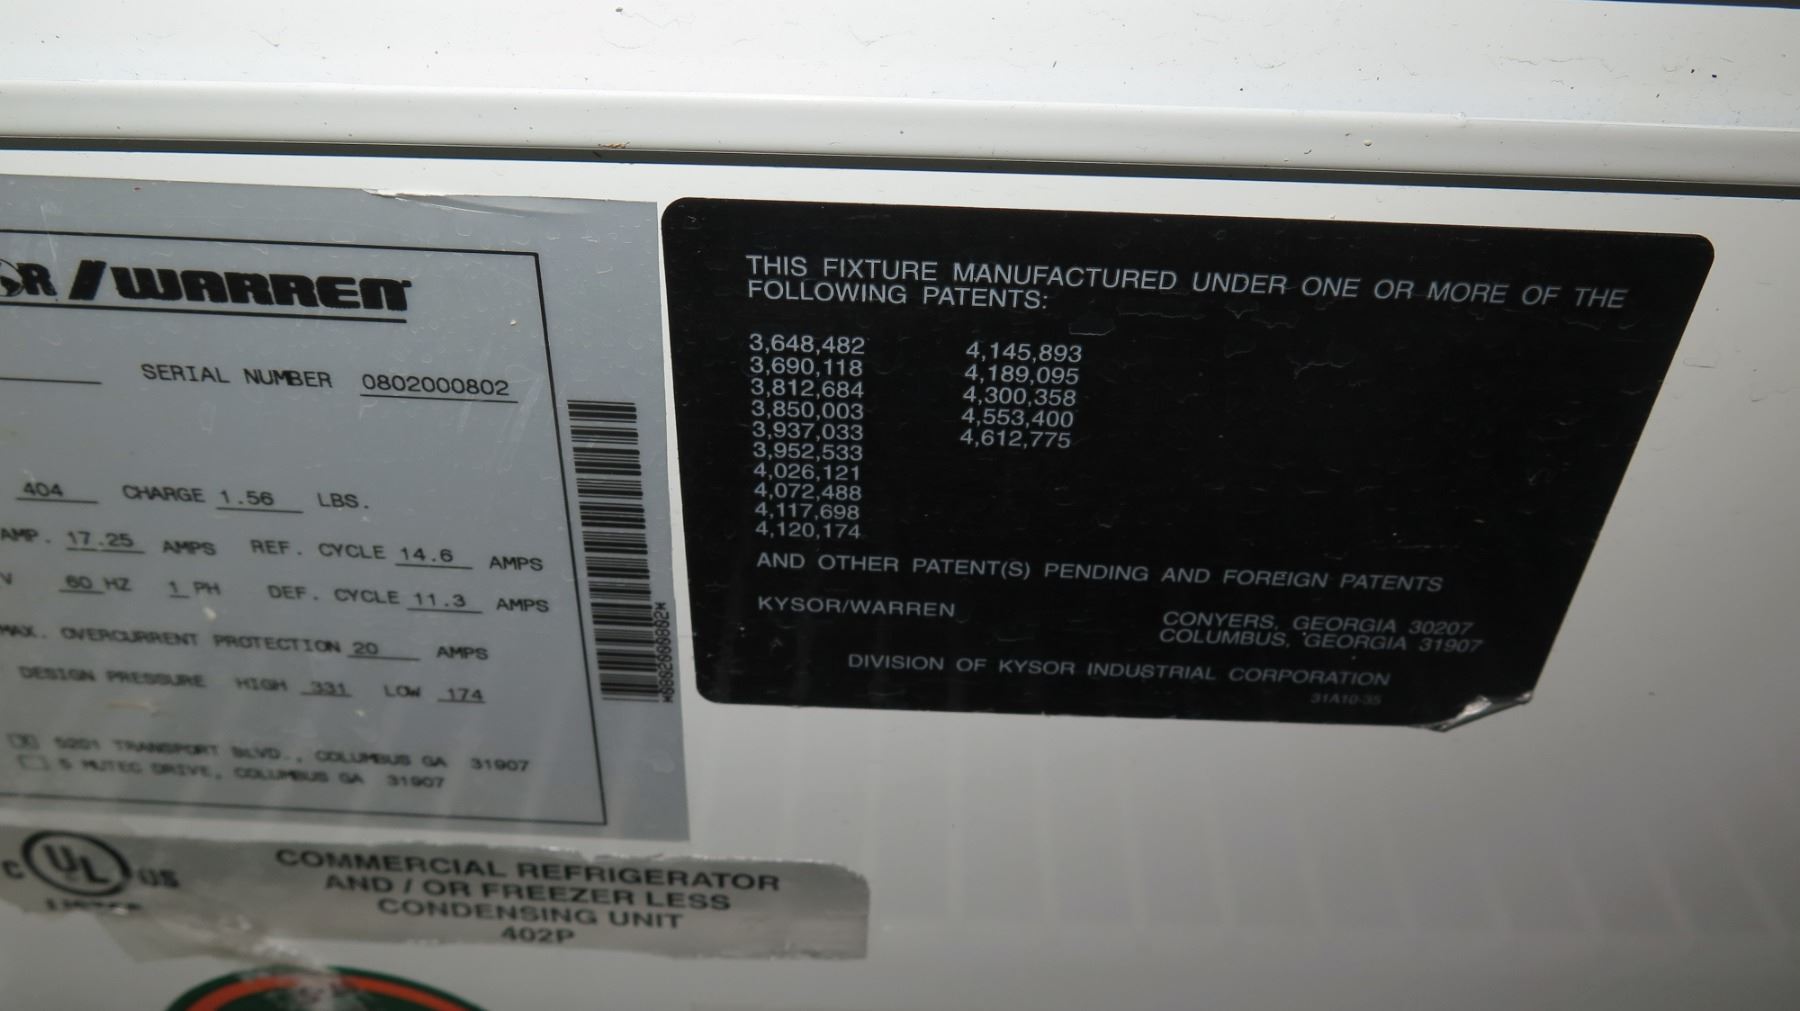 R/WARREN
SERIAL NUMBER 0802000802
404 CHARGE 1.56 LBS.
AMP. 17.25 AMPS REF. CYCLE 14.6 AMPS
V 60 HZ 1 PH DEF. CYCLE 11.3 AMPS
MAX. OVERCURRENT PROTECTION 20 AMPS
DESIGN PRESSURE HIGH 331 LOW 174
5201 TRANSPORT BLVD., COLUMBUS GA 31907
5 MUTEC DRIVE, COLUMBUS GA 31907
*0802000802*
C UL US
LISTED
COMMERCIAL REFRIGERATOR
AND / OR FREEZER LESS
CONDENSING UNIT
402P
THIS FIXTURE MANUFACTURED UNDER ONE OR MORE OF THE
FOLLOWING PATENTS:
3,648,482 4,145,893
3,690,118 4,189,095
3,812,684 4,300,358
3,850,003 4,553,400
3,937,033 4,612,775
3,952,533
4,026,121
4,072,488
4,117,698
4,120,174
AND OTHER PATENT(S) PENDING AND FOREIGN PATENTS
KYSOR/WARREN CONYERS, GEORGIA 30207
COLUMBUS, GEORGIA 31907
DIVISION OF KYSOR INDUSTRIAL CORPORATION
31A10-35